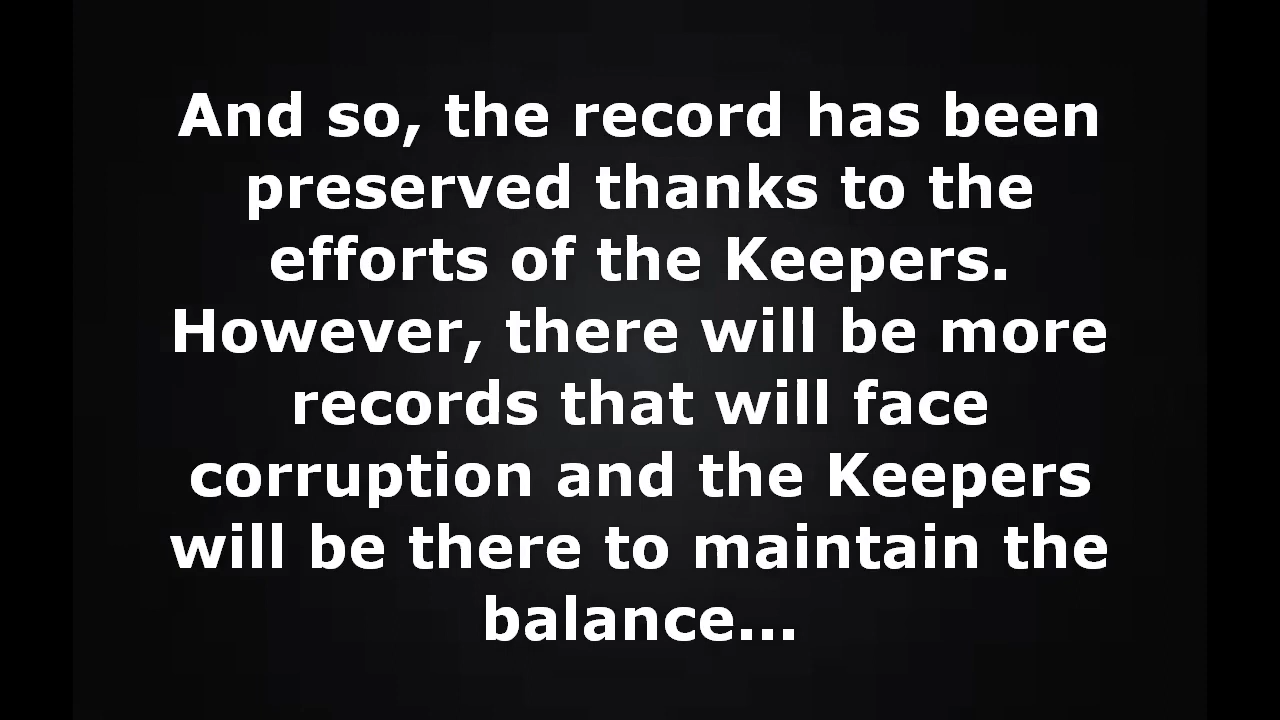 And so, the record has been
preserved thanks to the
efforts of the Keepers.
However, there will be more
records that will face
corruption and the Keepers
will be there to maintain the
balance...